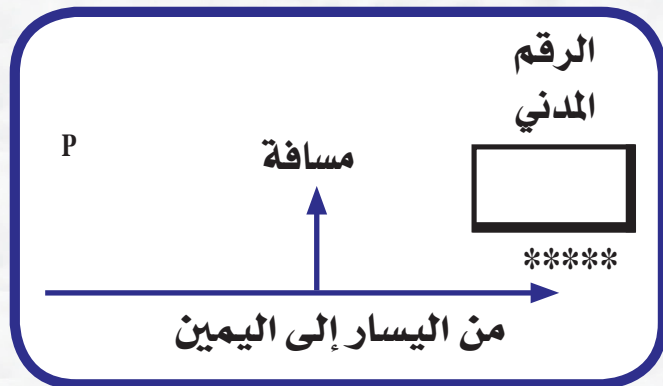 الرقم
المدني
P
مسافة
*****
من اليسار إلى اليمين